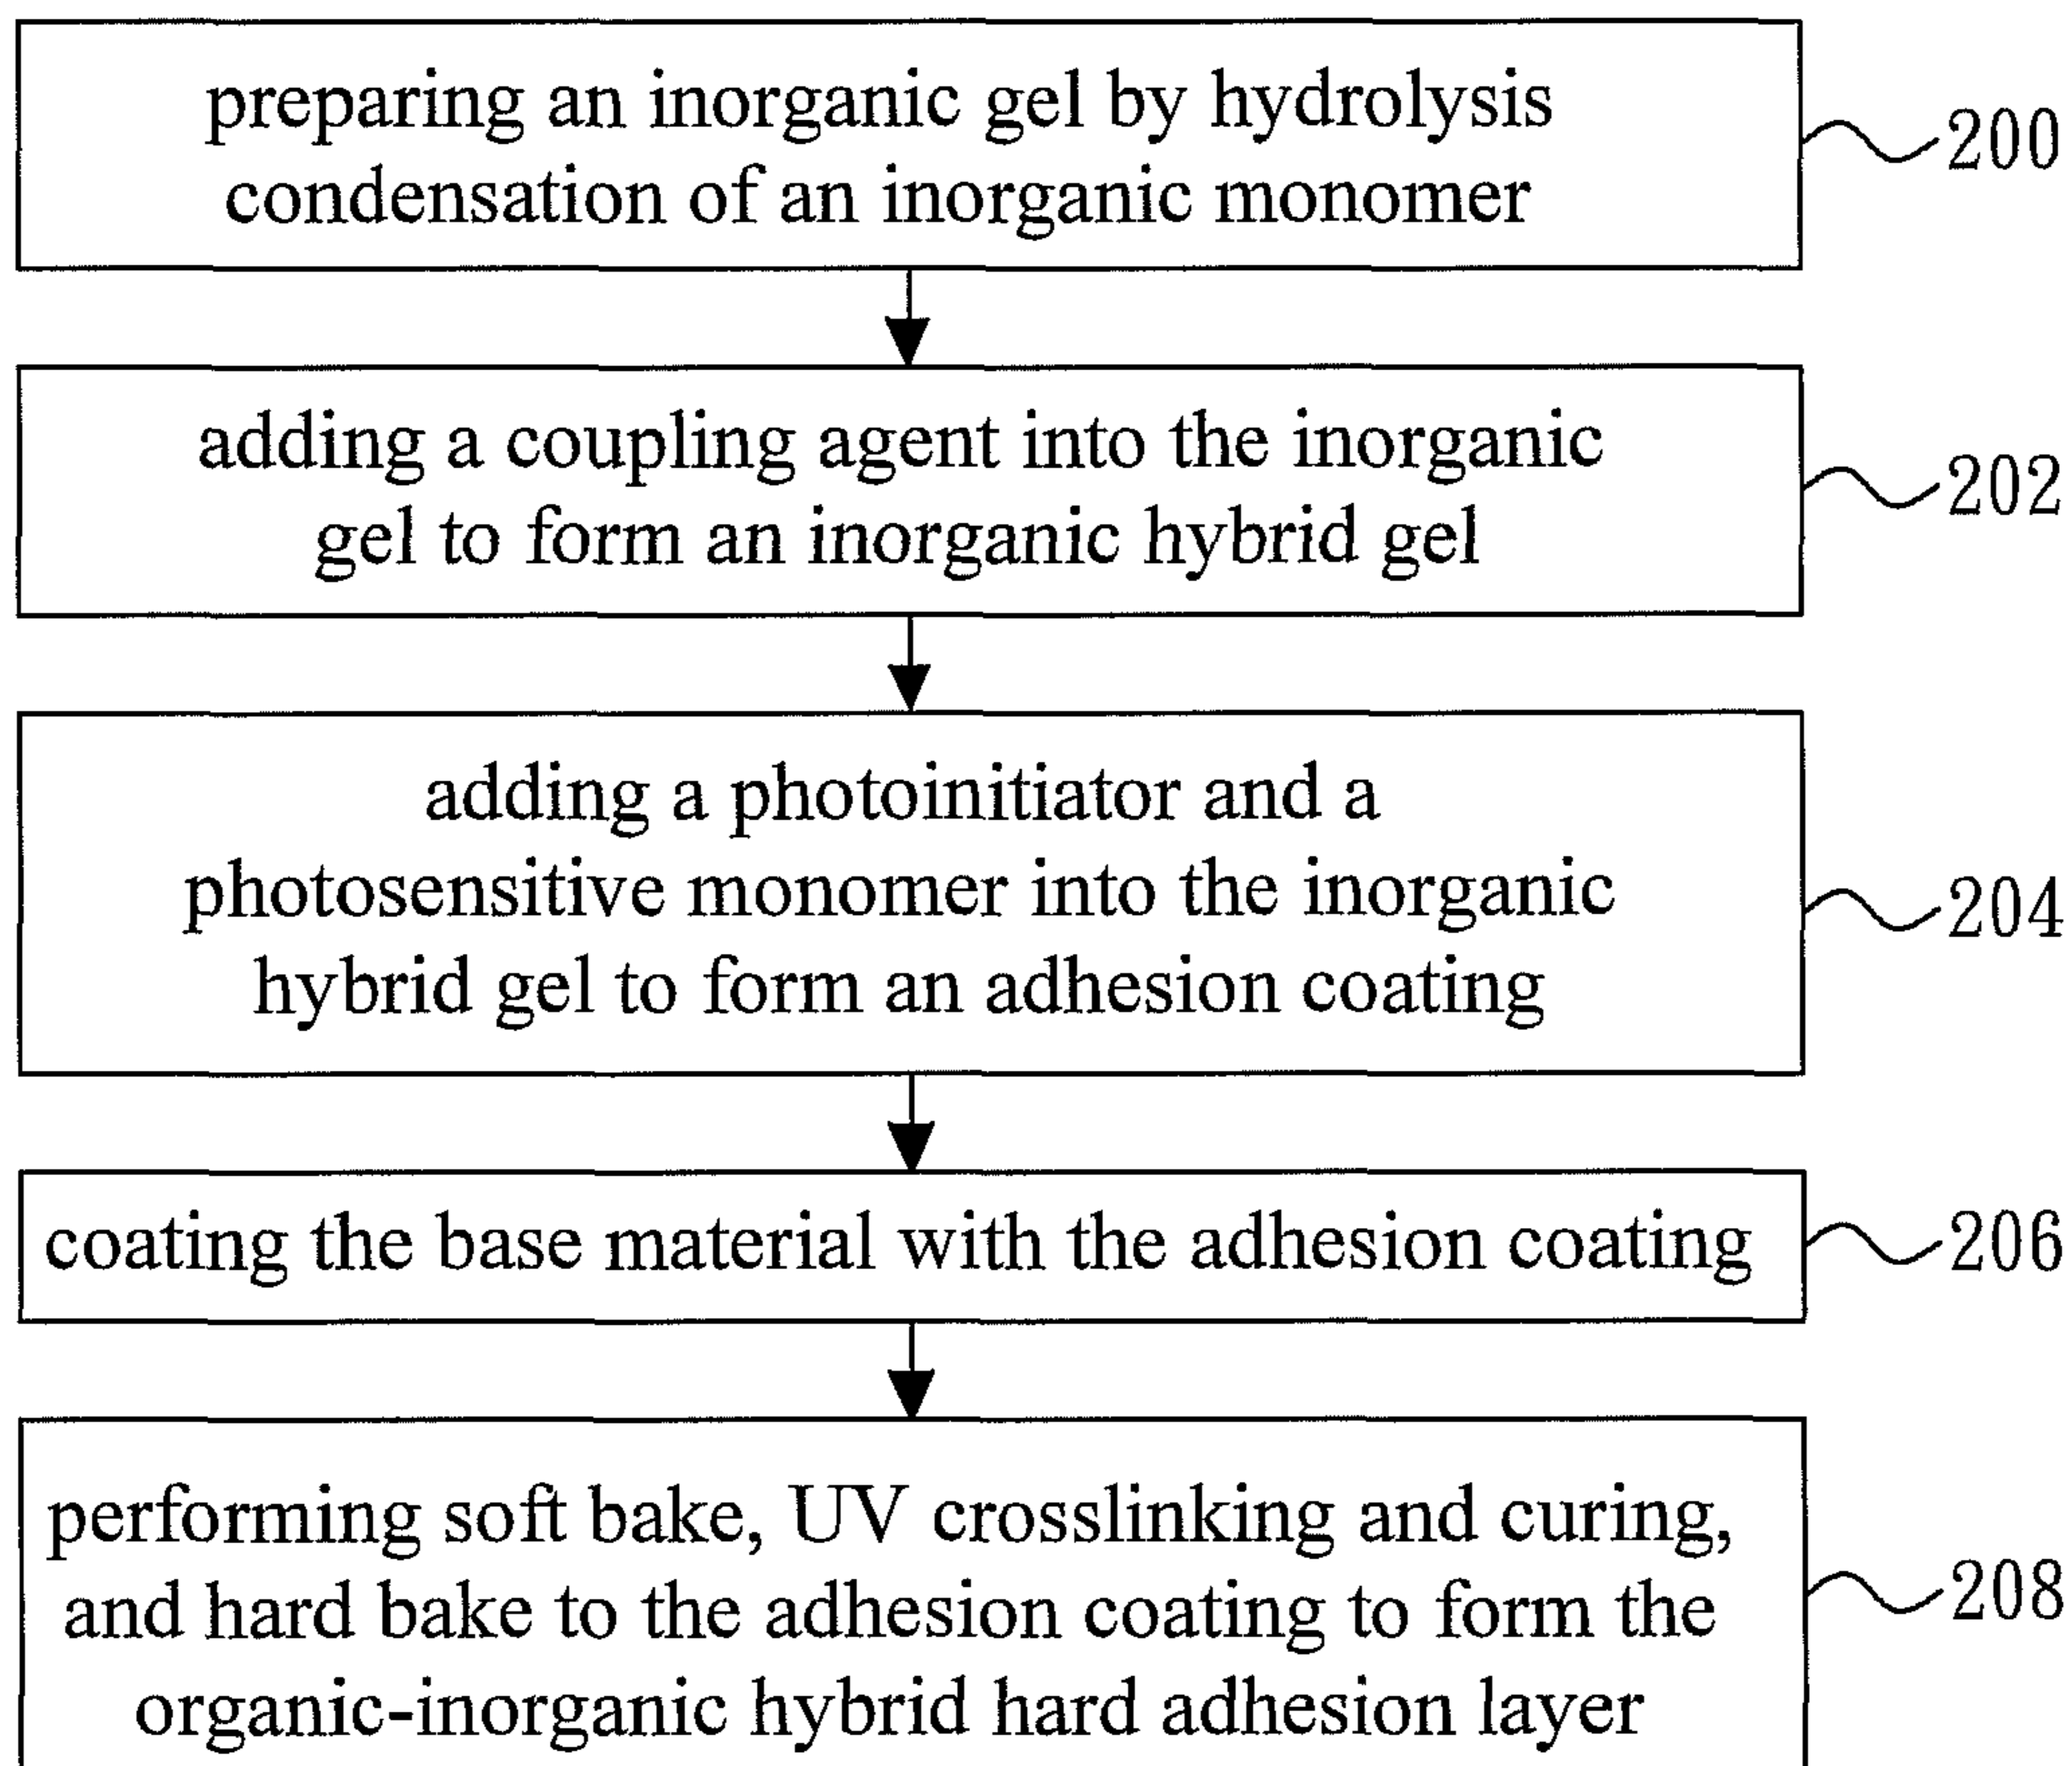 preparing an inorganic gel by hydrolysis
condensation of an inorganic monomer
200
adding a coupling agent into the inorganic
gel to form an inorganic hybrid gel
202
adding a photoinitiator and a
photosensitive monomer into the inorganic
hybrid gel to form an adhesion coating
204
coating the base material with the adhesion coating
206
performing soft bake, UV crosslinking and curing,
and hard bake to the adhesion coating to form the
organic-inorganic hybrid hard adhesion layer
208